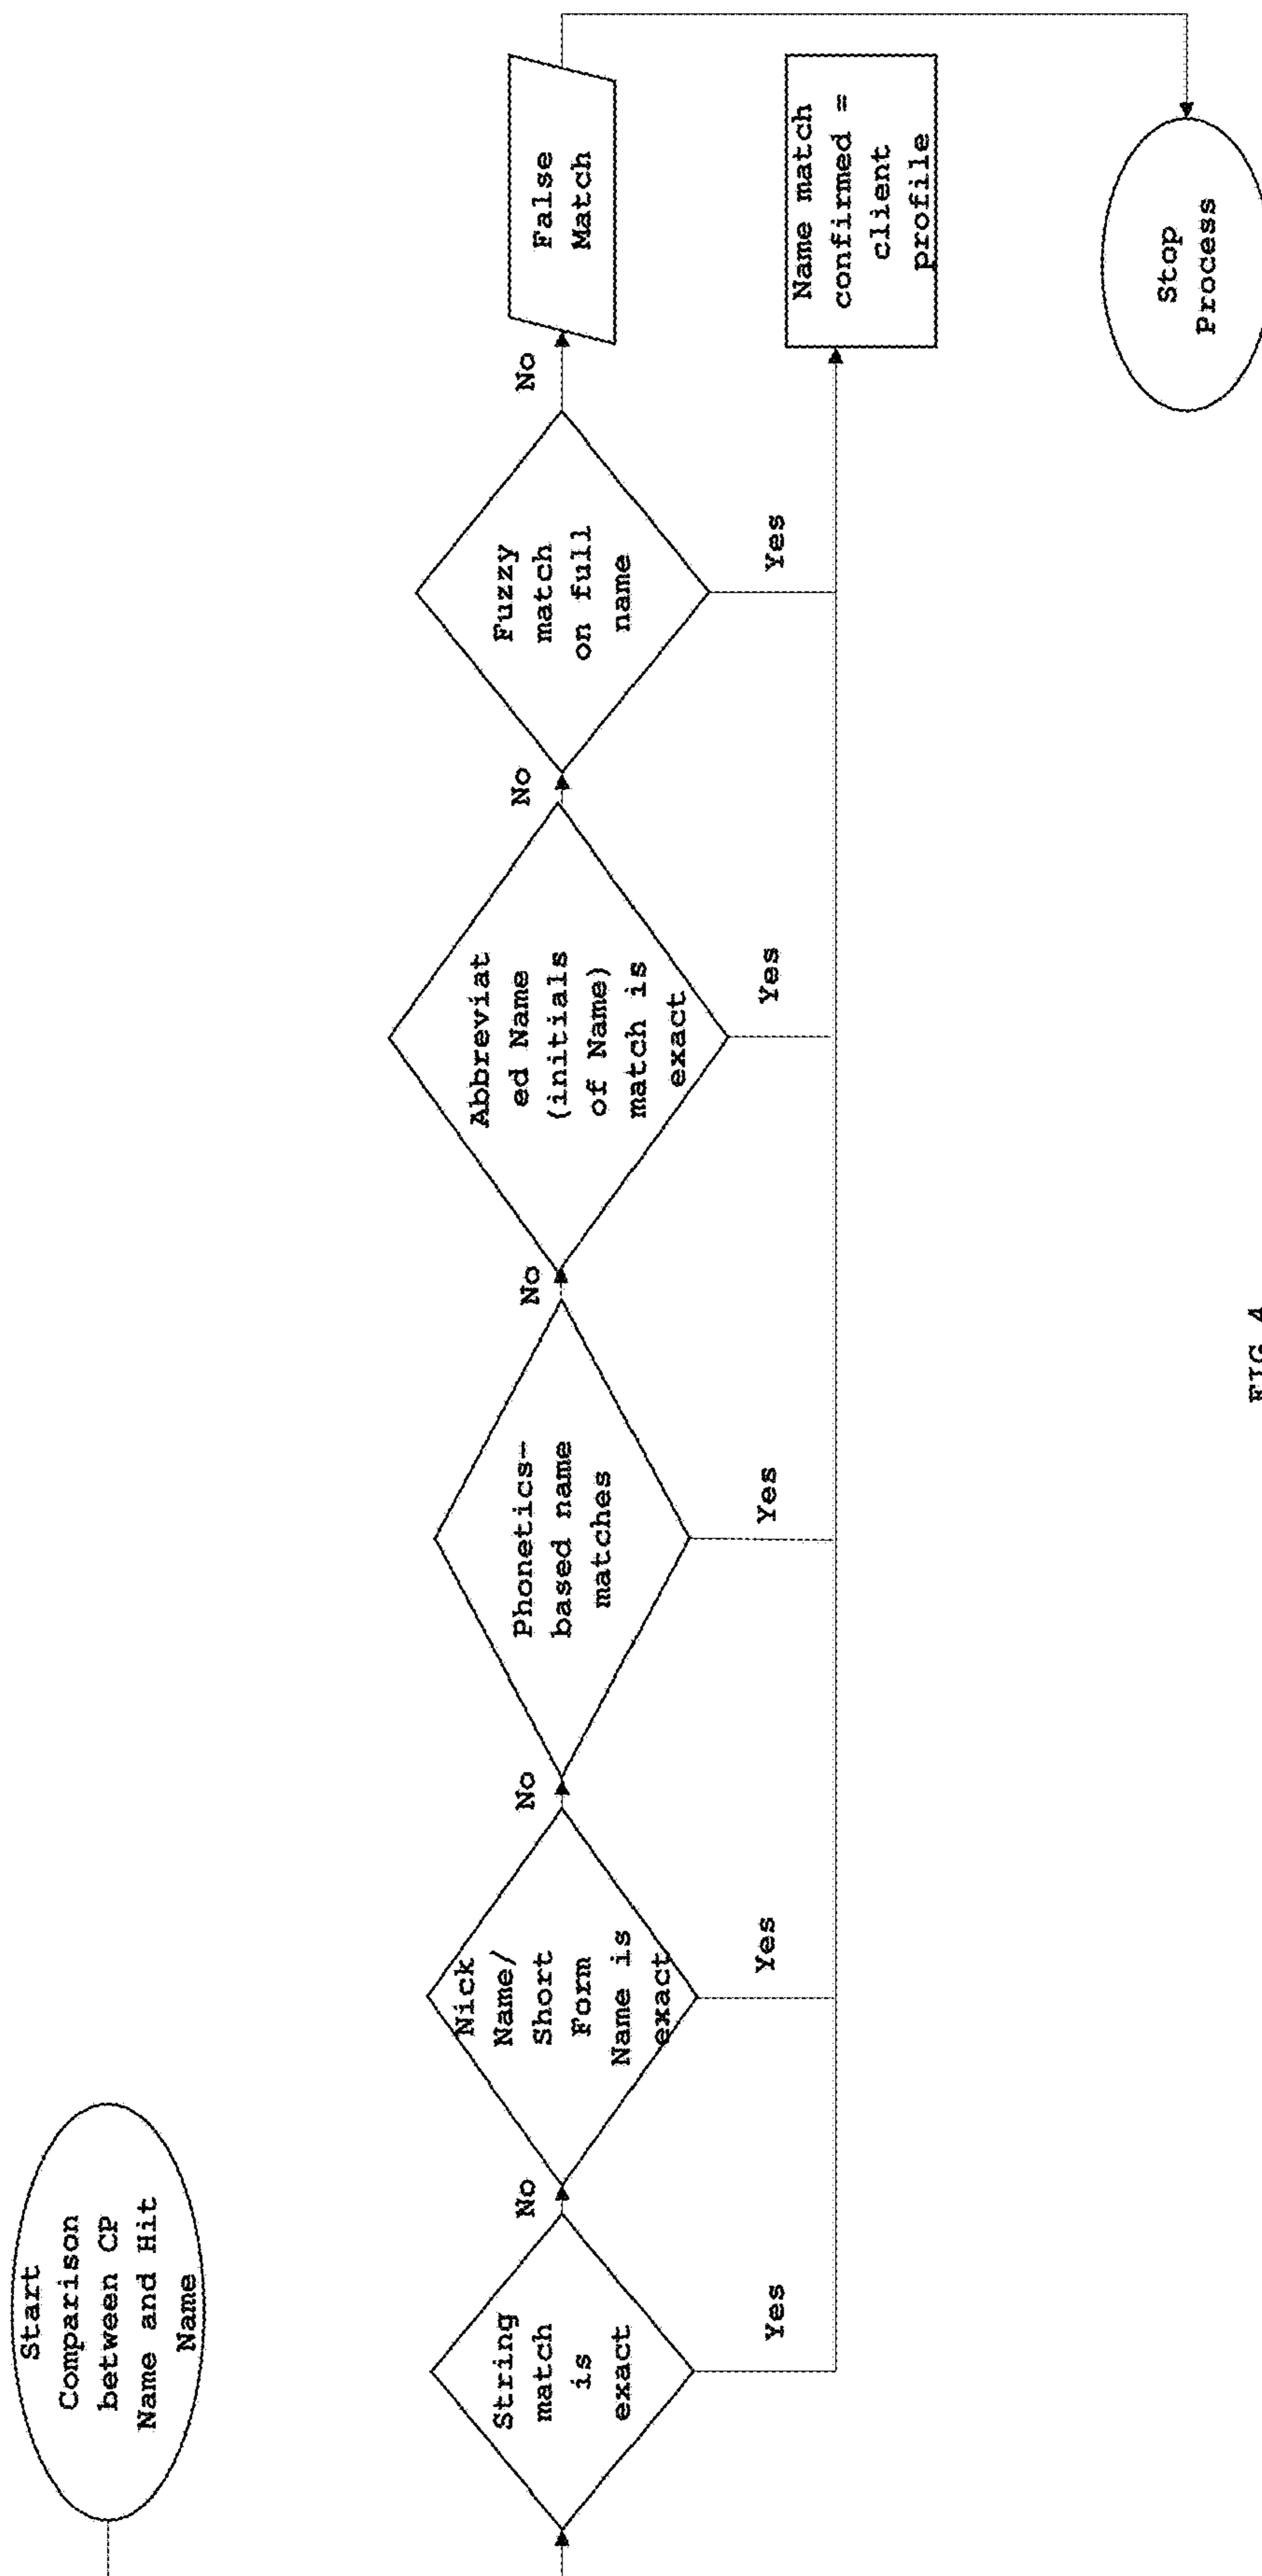 Start
Comparison
between CP
Name and Hit
Name
String
match
is
exact
Yes
No
Nick
Name/
Short
Form
Name is
exact
Yes
No
Phonetics-
based name
matches
Yes
No
Abbreviat
ed Name
(initials
of Name)
match is
exact
Yes
No
Fuzzy
match
on full
name
Yes
No
False
Match
Name match
confirmed =
client
profile
Stop
Process
FIG 4